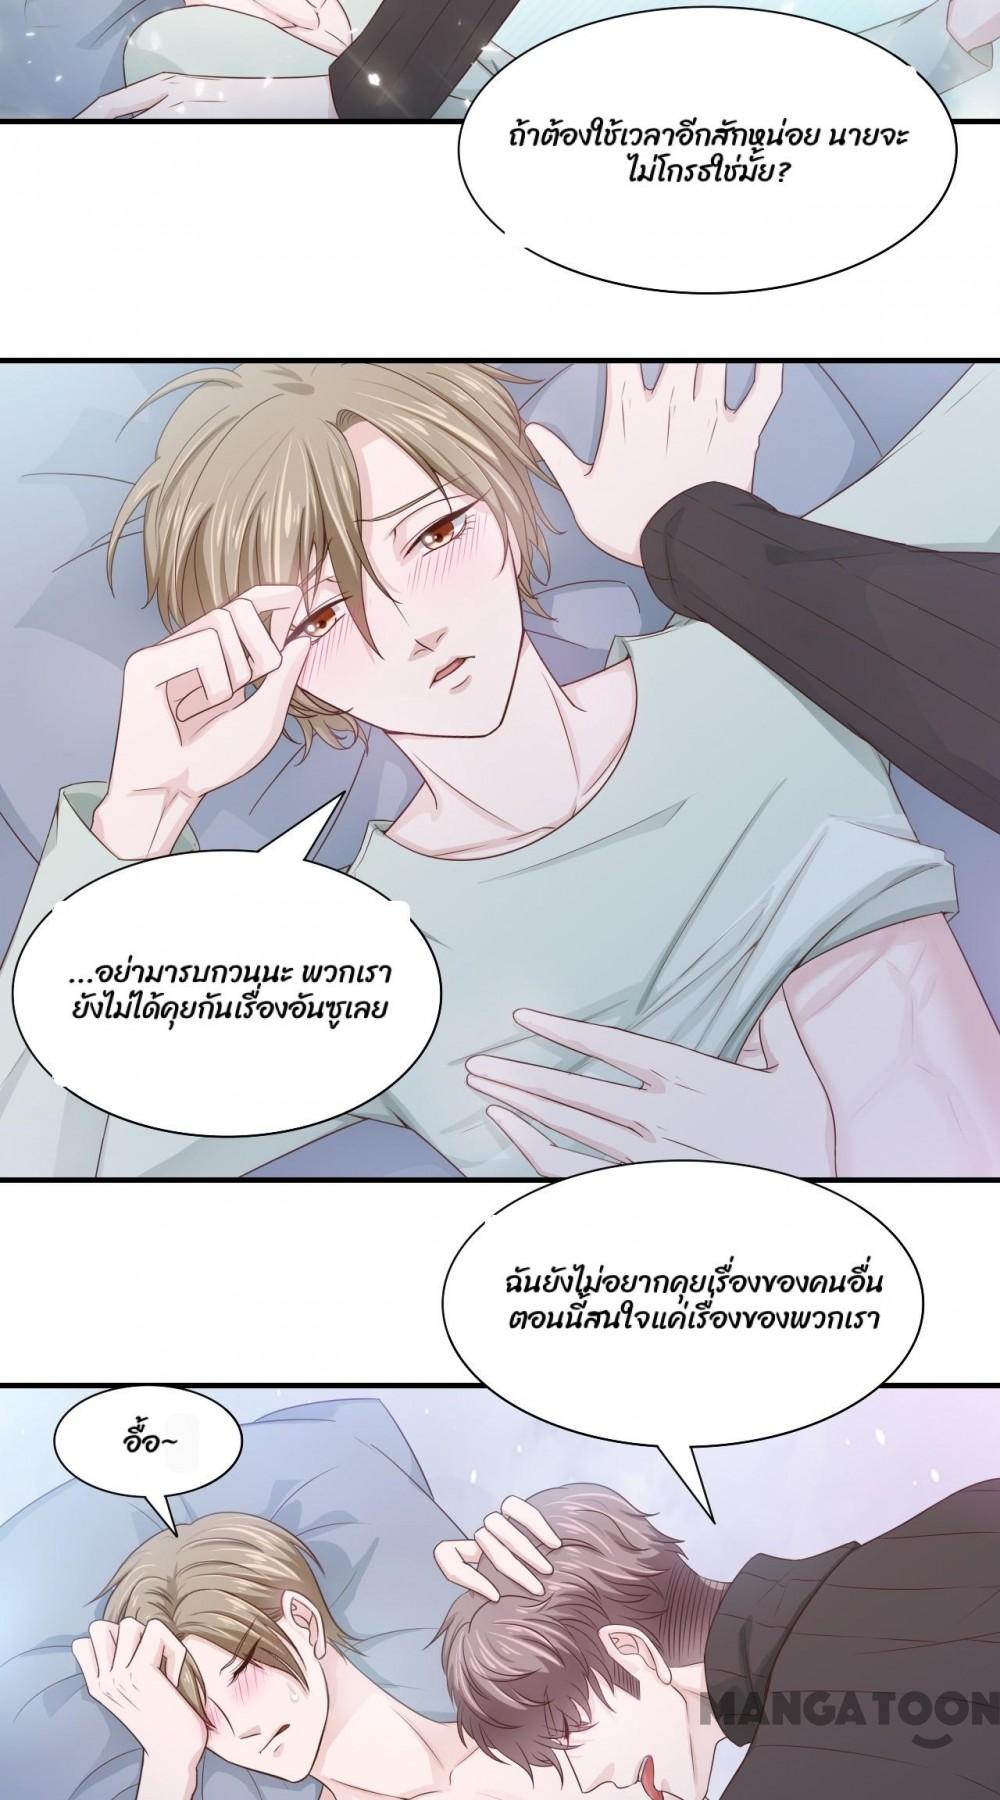 ถ้าต้องใช้เวลาอีกสักหน่อย นายจะ
ไม่โกรธใช่มั้ย?
...อย่ามารบกวนนะ พวกเรา
ยังไม่ได้คุยกันเรื่องอันซูเลย
ฉันยังไม่อยากคุยเรื่องของคนอื่น
ตอนนี้สนใจแค่เรื่องของพวกเรา
อื้อ~
MANGATOON